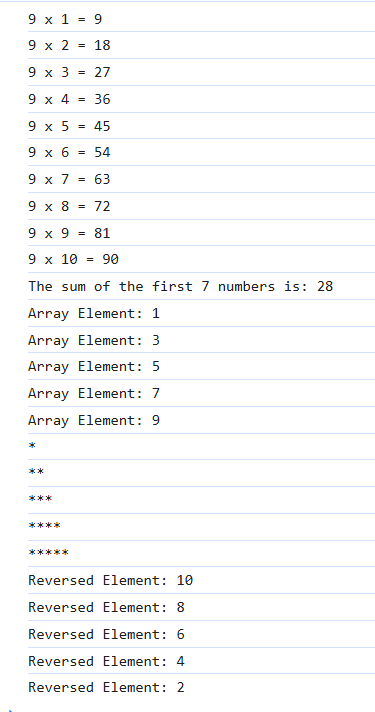 9 x 1 = 9
9 x 2 = 18
9 x 3 = 27
9 x 4 = 36
9 x 5 = 45
9 x 6 = 54
9 x 7 = 63
9 x 8 = 72
9 x 9 = 81
9 x 10 = 90
The sum of the first 7 numbers is: 28
Array Element: 1
Array Element: 3
Array Element: 5
Array Element: 7
Array Element: 9
*
**
***
****
*****
Reversed Element: 10
Reversed Element: 8
Reversed Element: 6
Reversed Element: 4
Reversed Element: 2